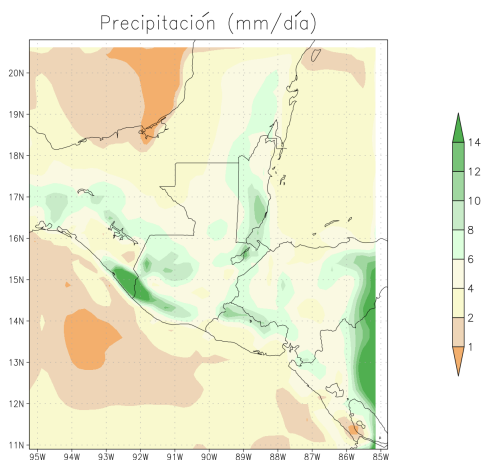 Precipitación (mm/día)
20N
19N
18N
17N
16N
15N
14N
13N
12N
11N
95W 94W 93W 92W 91W 90W 89W 88W 87W 86W 85W
14
12
10
8
6
4
2
1